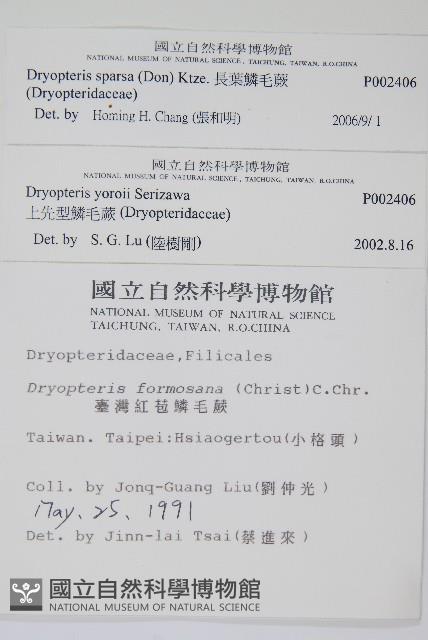 國立自然科學博物館
NATIONAL MUSEUM OF NATURAL SCIENCE, TAICHUNG, TAIWAN, R.O.CHINA
Dryopteris sparsa (Don) Ktze. 長葉鱗毛蕨 P002406
(Dryopteridaceae)
Det. by Homing H. Chang (張和明) 2006/9/1
國立自然科學博物館
NATIONAL MUSEUM OF NATURAL SCIENCE, TAICHUNG, TAIWAN, R.O.CHINA
Dryopteris yoroii Serizawa P002406
上先型鱗毛蕨 (Dryopteridaceae)
Det. by S. G. Lu (陸樹剛) 2002.8.16
國立自然科學博物館
NATIONAL MUSEUM OF NATURAL SCIENCE
TAICHUNG, TAIWAN, R.O.CHINA
Dryopteridaceae,Filicales
Dryopteris formosana (Christ)C.Chr.
臺灣紅苞鱗毛蕨
Taiwan. Taipei:Hsiaogertou(小格頭)
Coll. by Jonq-Guang Liu(劉仲光)
May, 25, 1991
Det. by Jinn-lai Tsai(蔡進來)
國立自然科學博物館
NATIONAL MUSEUM OF NATURAL SCIENCE